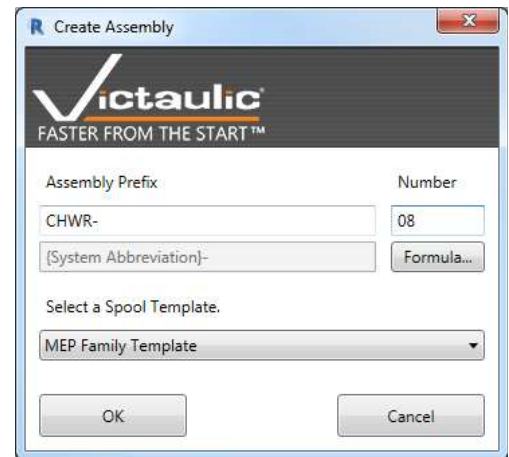 R Create Assembly
Victaulic
FASTER FROM THE START™
Assembly Prefix Number
CHWR- 08
{System Abbreviation}- Formula...
Select a Spool Template.
MEP Family Template
OK Cancel